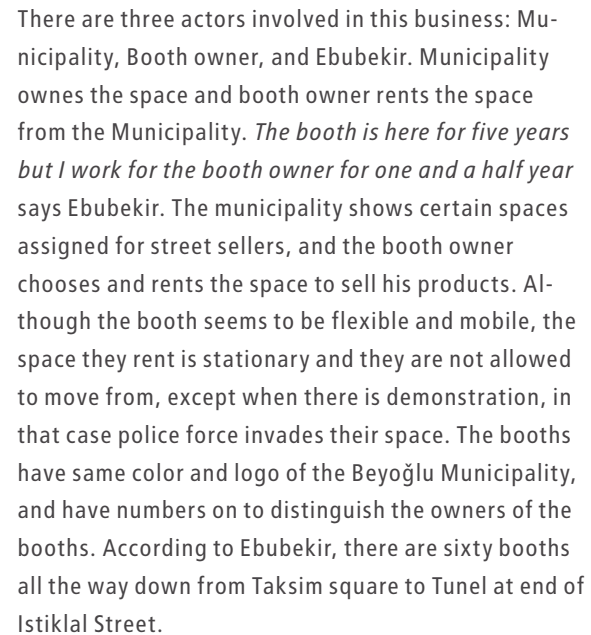 There are three actors involved in this business: Mu-
nicipality, Booth owner, and Ebubekir. Municipality
ownes the space and booth owner rents the space
from the Municipality. The booth is here for five years
but I work for the booth owner for one and a half year
says Ebubekir. The municipality shows certain spaces
assigned for street sellers, and the booth owner
chooses and rents the space to sell his products. Al-
though the booth seems to be flexible and mobile, the
space they rent is stationary and they are not allowed
to move from, except when there is demonstration, in
that case police force invades their space. The booths
have same color and logo of the Beyoğlu Municipality,
and have numbers on to distinguish the owners of the
booths. According to Ebubekir, there are sixty booths
all the way down from Taksim square to Tunel at end of
Istiklal Street.